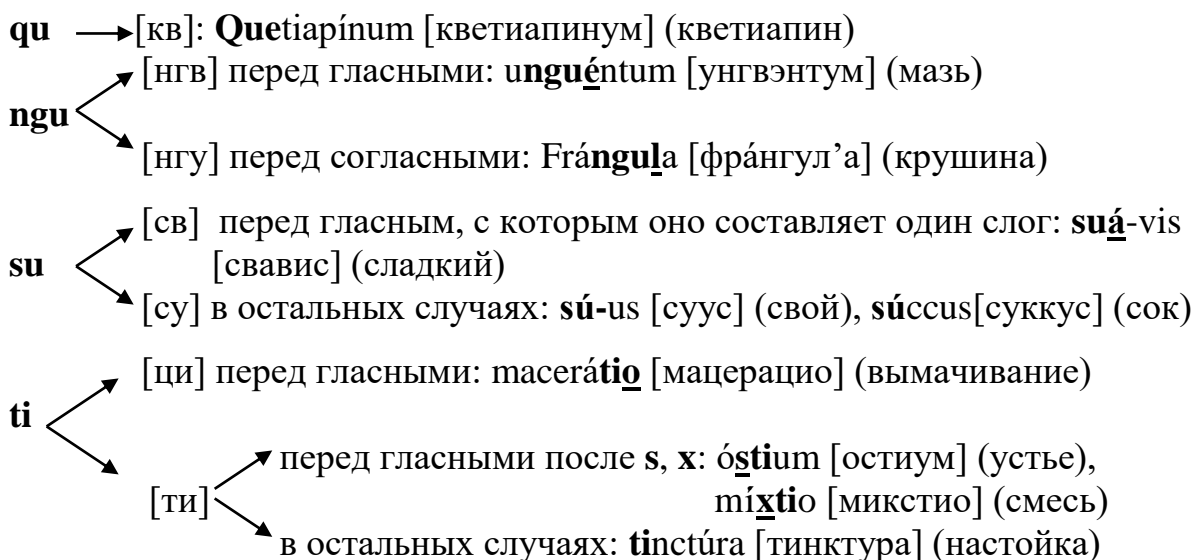 qu [кв]: Quetiapínum [кветиапинум] (кветиапин)
[нгв] перед гласными: unguéntum [унгвэнтум] (мазь)
ngu
[нгу] перед согласными: Frángula [фрáнгул’а] (крушина)
[св] перед гласным, с которым оно составляет один слог: suá-vis
su [свавис] (сладкий)
[су] в остальных случаях: sú-us [суус] (свой), súccus[суккус] (сок)
[ци] перед гласными: macerátio [мацерацио] (вымачивание)
ti
перед гласными после s, x: óstium [остиум] (устье),
[ти] míxtio [микстио] (смесь)
в остальных случаях: tinctúra [тинктура] (настойка)